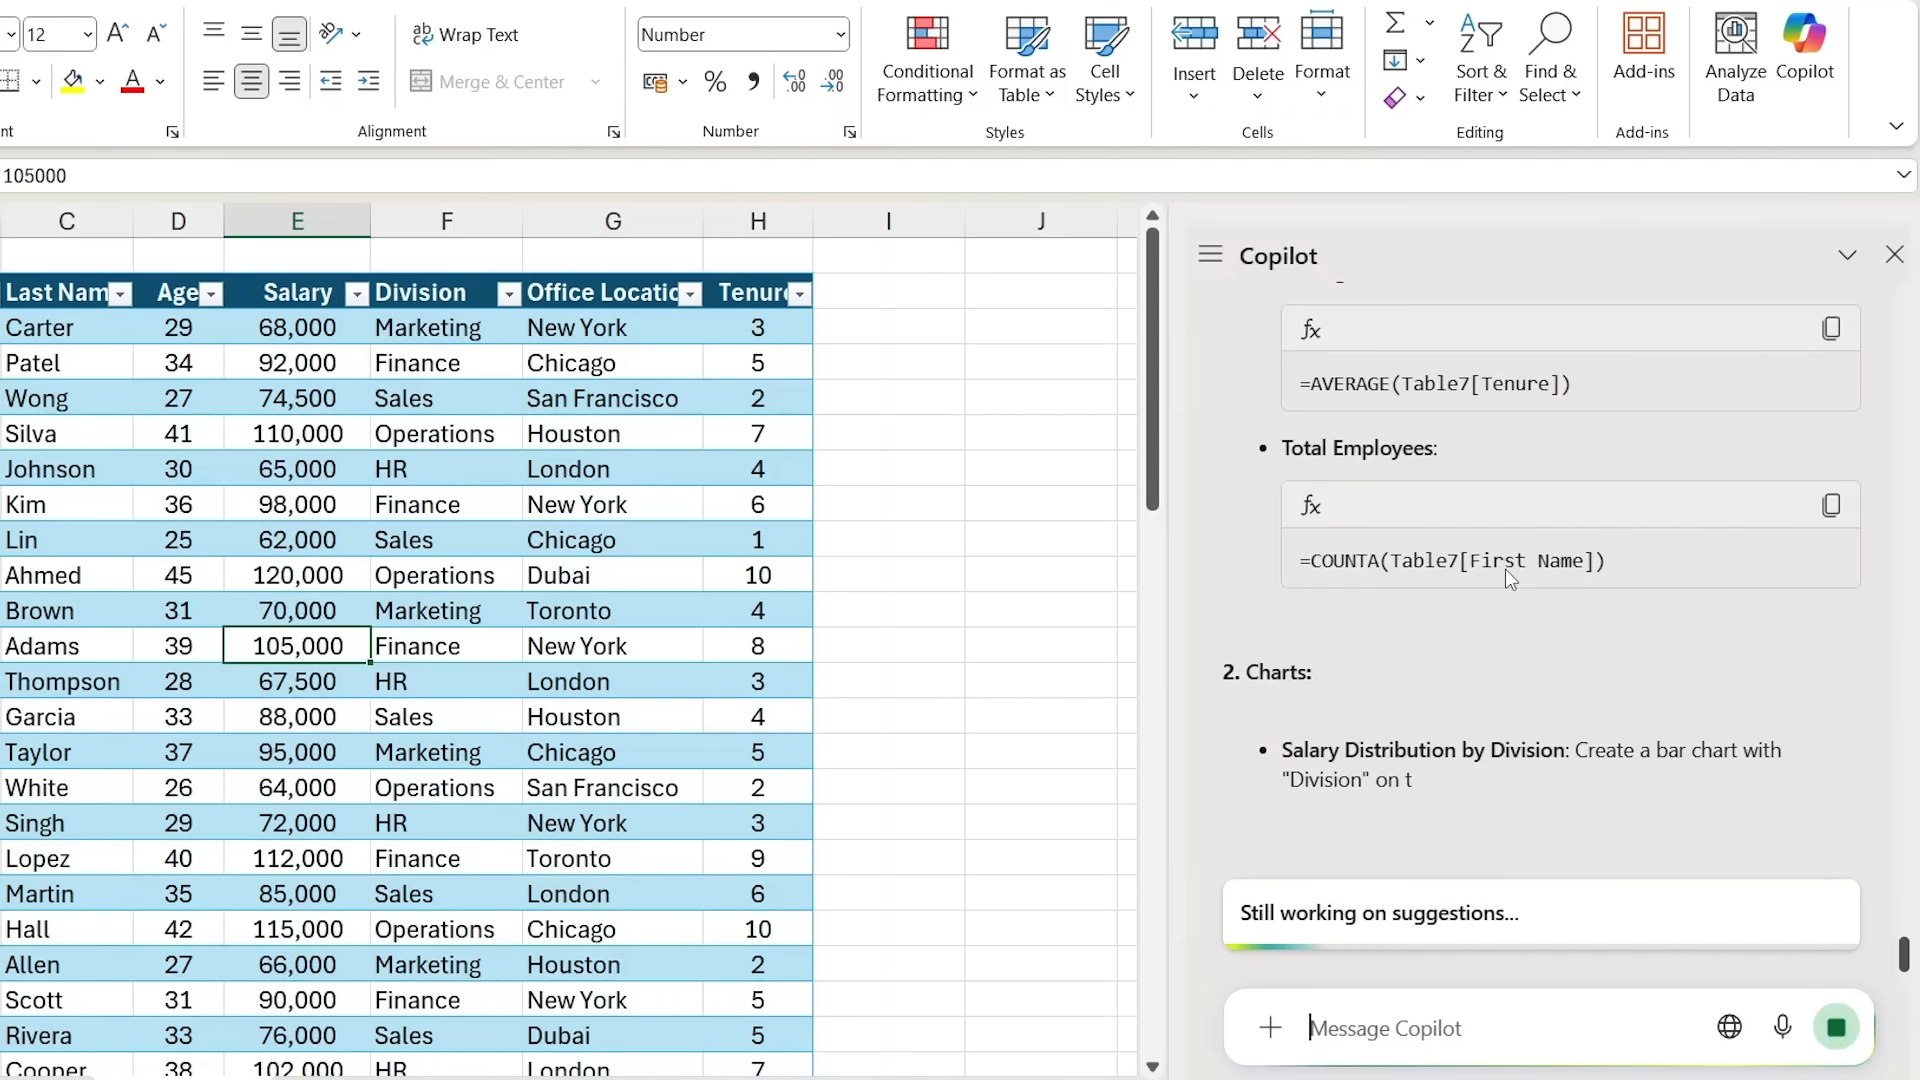 12
Wrap Text
Number
Merge & Center
Conditional Formatting
Format as Table
Cell Styles
Insert
Delete
Format
Sort & Filter
Find & Select
Add-ins
Analyze Data
Copilot
nt
Alignment
Number
Styles
Cells
Editing
Add-ins
105000
C D E F G H I J
Last Nam Age Salary Division Office Locatio Tenur
Carter 29 68,000 Marketing New York 3
Patel 34 92,000 Finance Chicago 5
Wong 27 74,500 Sales San Francisco 2
Silva 41 110,000 Operations Houston 7
Johnson 30 65,000 HR London 4
Kim 36 98,000 Finance New York 6
Lin 25 62,000 Sales Chicago 1
Ahmed 45 120,000 Operations Dubai 10
Brown 31 70,000 Marketing Toronto 4
Adams 39 105,000 Finance New York 8
Thompson 28 67,500 HR London 3
Garcia 33 88,000 Sales Houston 4
Taylor 37 95,000 Marketing Chicago 5
White 26 64,000 Operations San Francisco 2
Singh 29 72,000 HR New York 3
Lopez 40 112,000 Finance Toronto 9
Martin 35 85,000 Sales London 6
Hall 42 115,000 Operations Chicago 10
Allen 27 66,000 Marketing Houston 2
Scott 31 90,000 Finance New York 5
Rivera 33 76,000 Sales Dubai 5
Cooper 38 102,000 HR London 7
Copilot
fx
=AVERAGE(Table7[Tenure])
• Total Employees:
fx
=COUNTA(Table7[First Name])
2. Charts:
• Salary Distribution by Division: Create a bar chart with
"Division" on t
Still working on suggestions...
Message Copilot